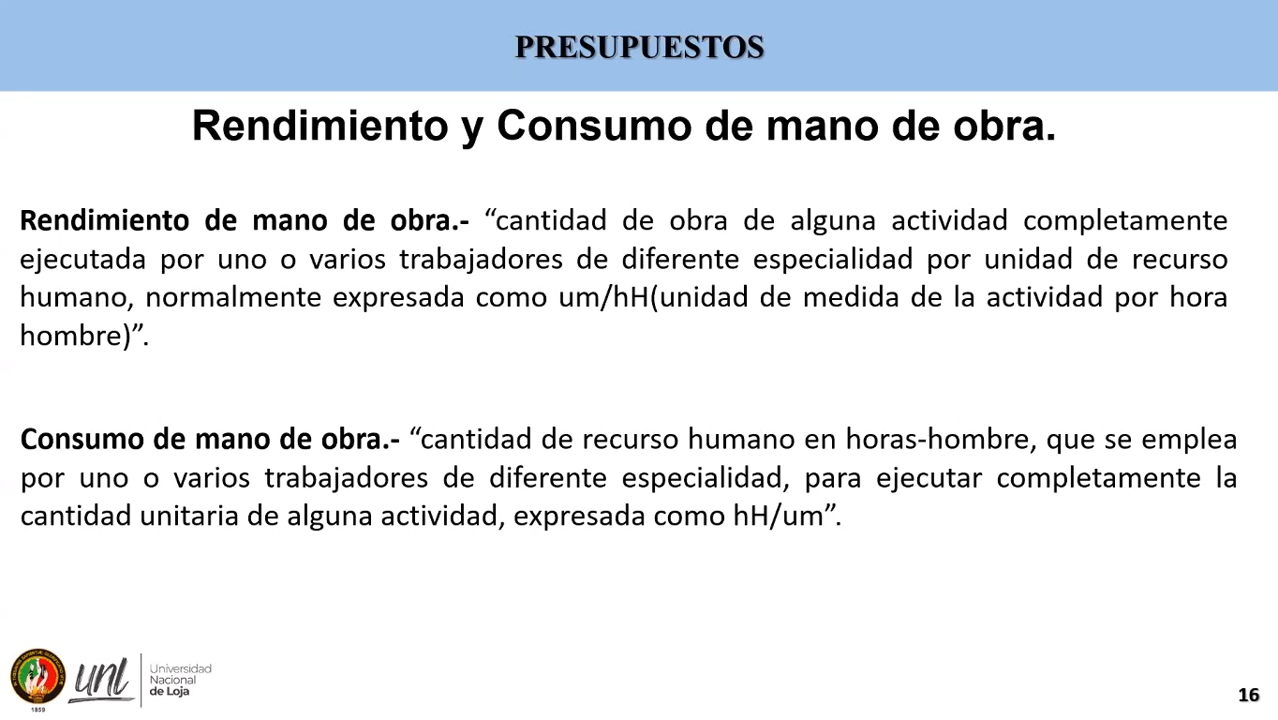 PRESUPUESTOS
Rendimiento y Consumo de mano de obra.
Rendimiento de mano de obra.- “cantidad de obra de alguna actividad completamente
ejecutada por uno o varios trabajadores de diferente especialidad por unidad de recurso
humano, normalmente expresada como um/hH(unidad de medida de la actividad por hora
hombre)”.
Consumo de mano de obra.- “cantidad de recurso humano en horas-hombre, que se emplea
por uno o varios trabajadores de diferente especialidad, para ejecutar completamente la
cantidad unitaria de alguna actividad, expresada como hH/um”.
1859
unl
Universidad
Nacional
de Loja
16